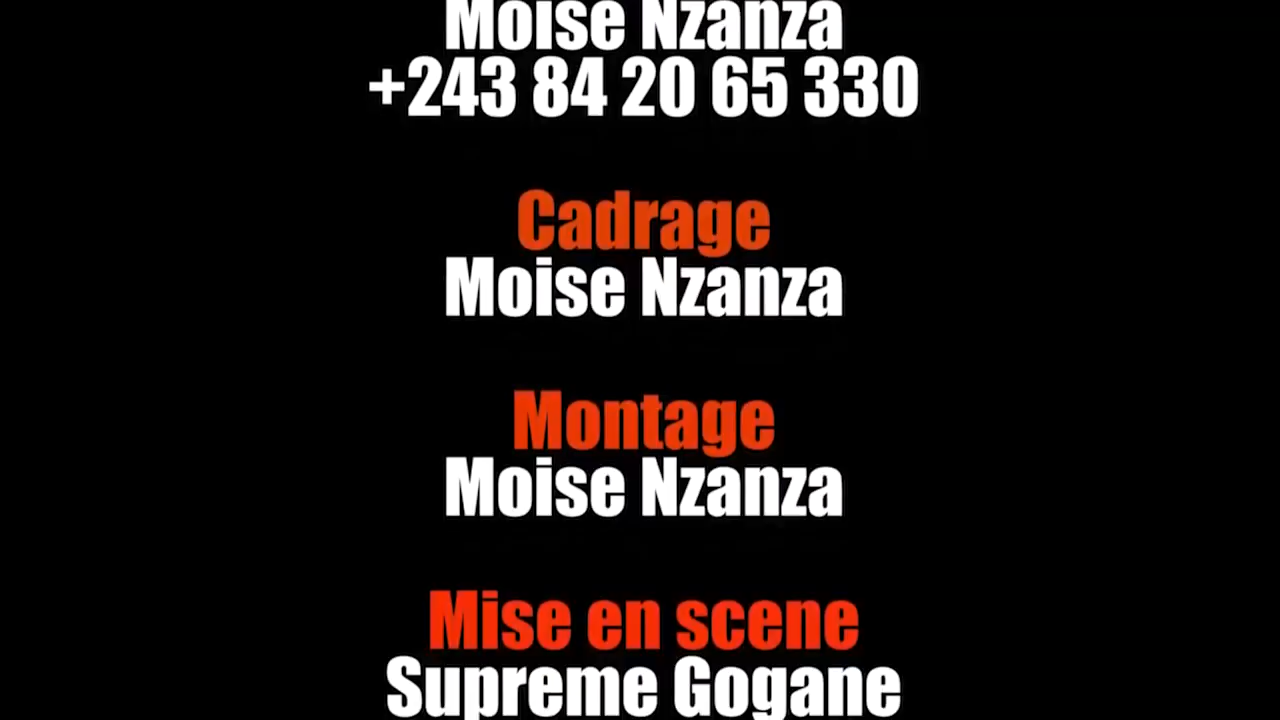 Moise Nzanza
+243 84 20 65 330
Cadrage
Moise Nzanza
Montage
Moise Nzanza
Mise en scene
Supreme Gogane